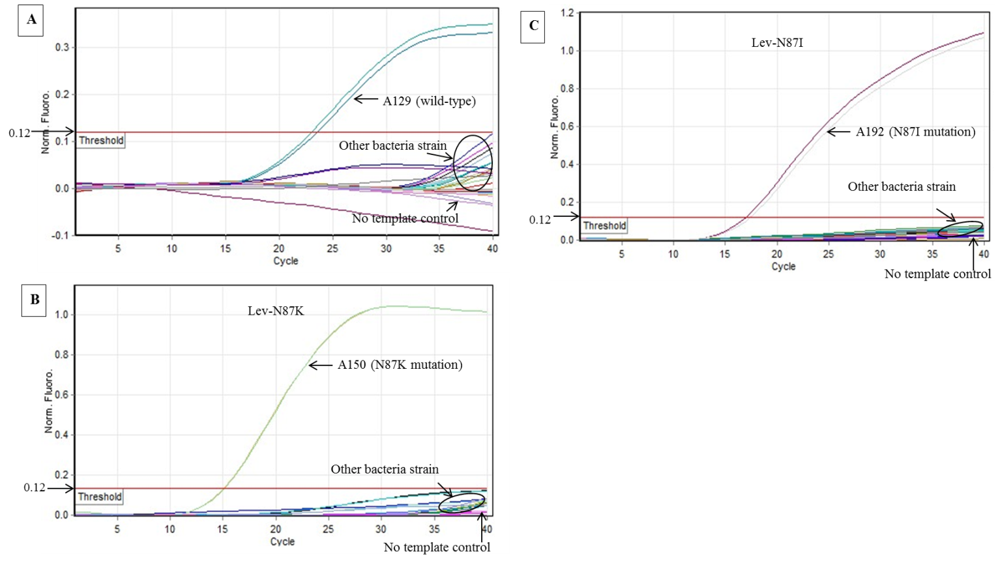 A
0.3
0.2
0.1
0.0
-0.1
Norm. Fluoro.
0.12
Threshold
A129 (wild-type)
Other bacteria strain
No template control
5 10 15 20 25 30 35 40
Cycle
C
1.2
1.0
0.8
0.6
0.4
0.2
0.0
Norm. Fluoro.
0.12
Threshold
Lev-N87I
A192 (N87I mutation)
Other bacteria strain
5 10 15 20 25 30 35 40
Cycle
No template control
B
1.0
0.8
0.6
0.4
0.2
0.0
Norm. Fluoro.
0.12
Threshold
Lev-N87K
A150 (N87K mutation)
Other bacteria strain
5 10 15 20 25 30 35 40
Cycle
No template control